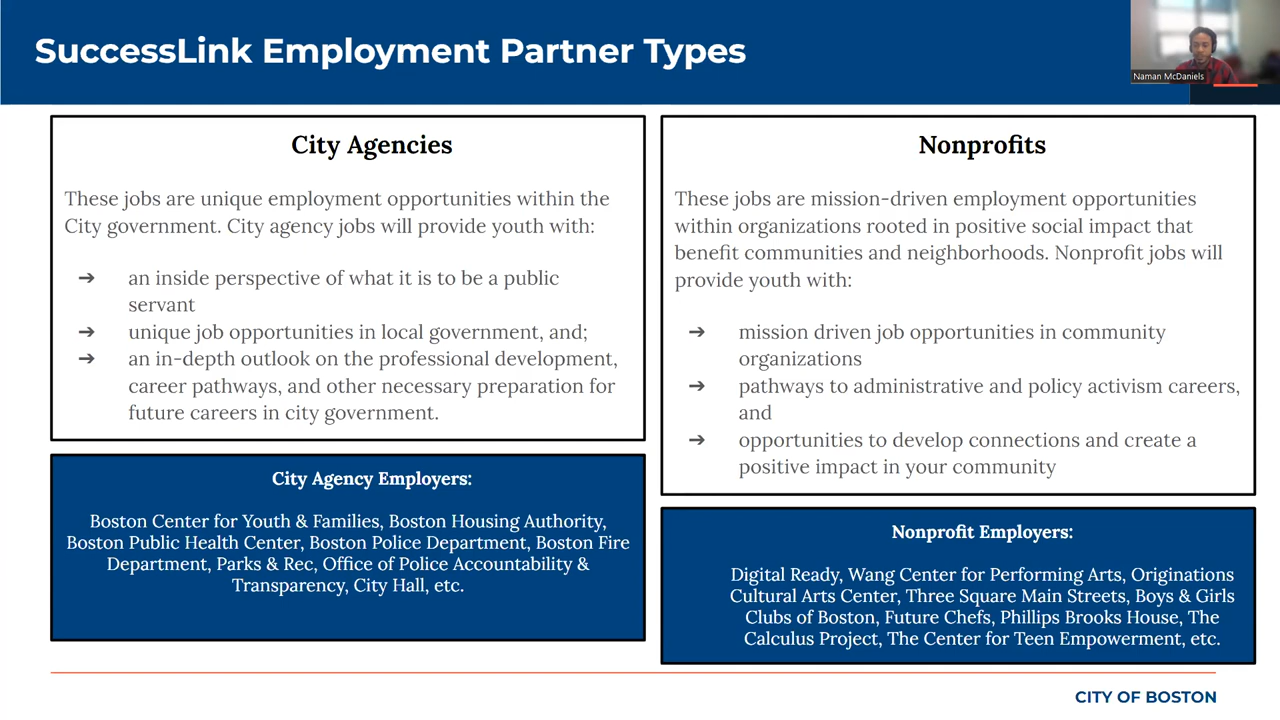 SuccessLink Employment Partner Types
Naman McDaniels
City Agencies
These jobs are unique employment opportunities within the
City government. City agency jobs will provide youth with:
➔ an inside perspective of what it is to be a public
servant
➔ unique job opportunities in local government, and;
➔ an in-depth outlook on the professional development,
career pathways, and other necessary preparation for
future careers in city government.
City Agency Employers:
Boston Center for Youth & Families, Boston Housing Authority,
Boston Public Health Center, Boston Police Department, Boston Fire
Department, Parks & Rec, Office of Police Accountability &
Transparency, City Hall, etc.
Nonprofits
These jobs are mission-driven employment opportunities
within organizations rooted in positive social impact that
benefit communities and neighborhoods. Nonprofit jobs will
provide youth with:
➔ mission driven job opportunities in community
organizations
➔ pathways to administrative and policy activism careers,
and
➔ opportunities to develop connections and create a
positive impact in your community
Nonprofit Employers:
Digital Ready, Wang Center for Performing Arts, Originations
Cultural Arts Center, Three Square Main Streets, Boys & Girls
Clubs of Boston, Future Chefs, Phillips Brooks House, The
Calculus Project, The Center for Teen Empowerment, etc.
CITY OF BOSTON